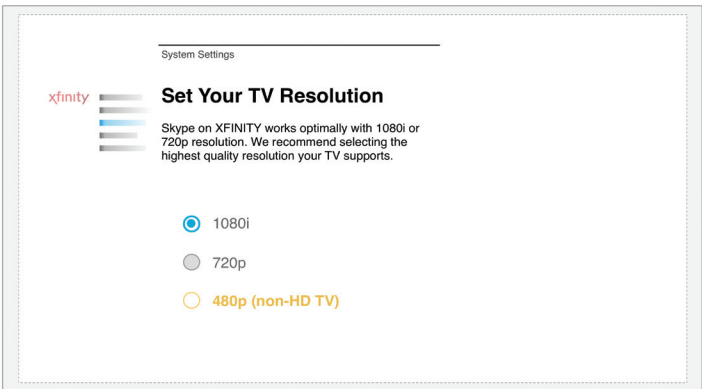 System Settings
xfinity
Set Your TV Resolution
Skype on XFINITY works optimally with 1080i or
720p resolution. We recommend selecting the
highest quality resolution your TV supports.
1080i
720p
480p (non-HD TV)